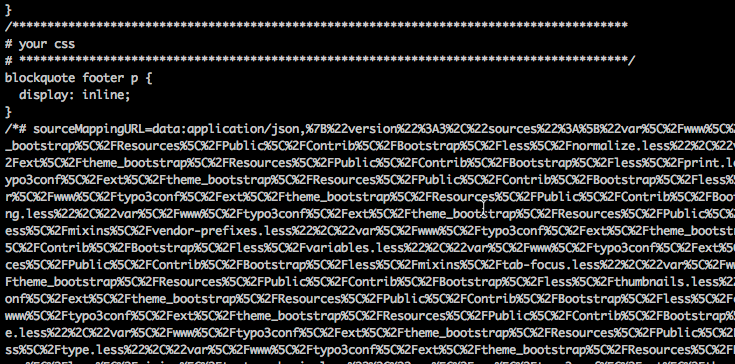 }
/****************************************************************************************
# your css
# ***************************************************************************************/
blockquote footer p {
  display: inline;
}
/*# sourceMappingURL=data:application/json,%7B%22version%22%3A3%2C%22sources%22%3A%5B%22var%5C%2Fwww%5C%
_bootstrap%5C%2FResources%5C%2FPublic%5C%2FContrib%5C%2FBootstrap%5C%2Fless%5C%2Fnormalize.less%22%2C%22v
2Fext%5C%2Ftheme_bootstrap%5C%2FResources%5C%2FPublic%5C%2FContrib%5C%2FBootstrap%5C%2Fless%5C%2Fprint.le
ypo3conf%5C%2Fext%5C%2Ftheme_bootstrap%5C%2FResources%5C%2FPublic%5C%2FContrib%5C%2FBootstrap%5C%2Fless%5
r%5C%2Fwww%5C%2Ftypo3conf%5C%2Fext%5C%2Ftheme_bootstrap%5C%2FResources%5C%2FPublic%5C%2FContrib%5C%2FBoot
ng.less%22%2C%22var%5C%2Fwww%5C%2Ftypo3conf%5C%2Fext%5C%2Ftheme_bootstrap%5C%2FResources%5C%2FPublic%5C%2
ess%5C%2Fmixins%5C%2Fvendor-prefixes.less%22%2C%22var%5C%2Fwww%5C%2Ftypo3conf%5C%2Fext%5C%2Ftheme_bootstr
%5C%2FContrib%5C%2FBootstrap%5C%2Fless%5C%2Fvariables.less%22%2C%22var%5C%2Fwww%5C%2Ftypo3conf%5C%2Fext%5
ces%5C%2FPublic%5C%2FContrib%5C%2FBootstrap%5C%2Fless%5C%2Fmixins%5C%2Ftab-focus.less%22%2C%22var%5C%2Fww
Ftheme_bootstrap%5C%2FResources%5C%2FPublic%5C%2FContrib%5C%2FBootstrap%5C%2Fless%5C%2Fthumbnails.less%22
onf%5C%2Fext%5C%2Ftheme_bootstrap%5C%2FResources%5C%2FPublic%5C%2FContrib%5C%2FBootstrap%5C%2Fless%5C%2Fc
www%5C%2Ftypo3conf%5C%2Fext%5C%2Ftheme_bootstrap%5C%2FResources%5C%2FPublic%5C%2FContrib%5C%2FBootstrap%5
e.less%22%2C%22var%5C%2Fwww%5C%2Ftypo3conf%5C%2Fext%5C%2Ftheme_bootstrap%5C%2FResources%5C%2FPublic%5C%2F
ss%5C%2Ftype.less%22%2C%22var%5C%2Fwww%5C%2Ftypo3conf%5C%2Fext%5C%2Ftheme_bootstrap%5C%2FResources%5C%2FP